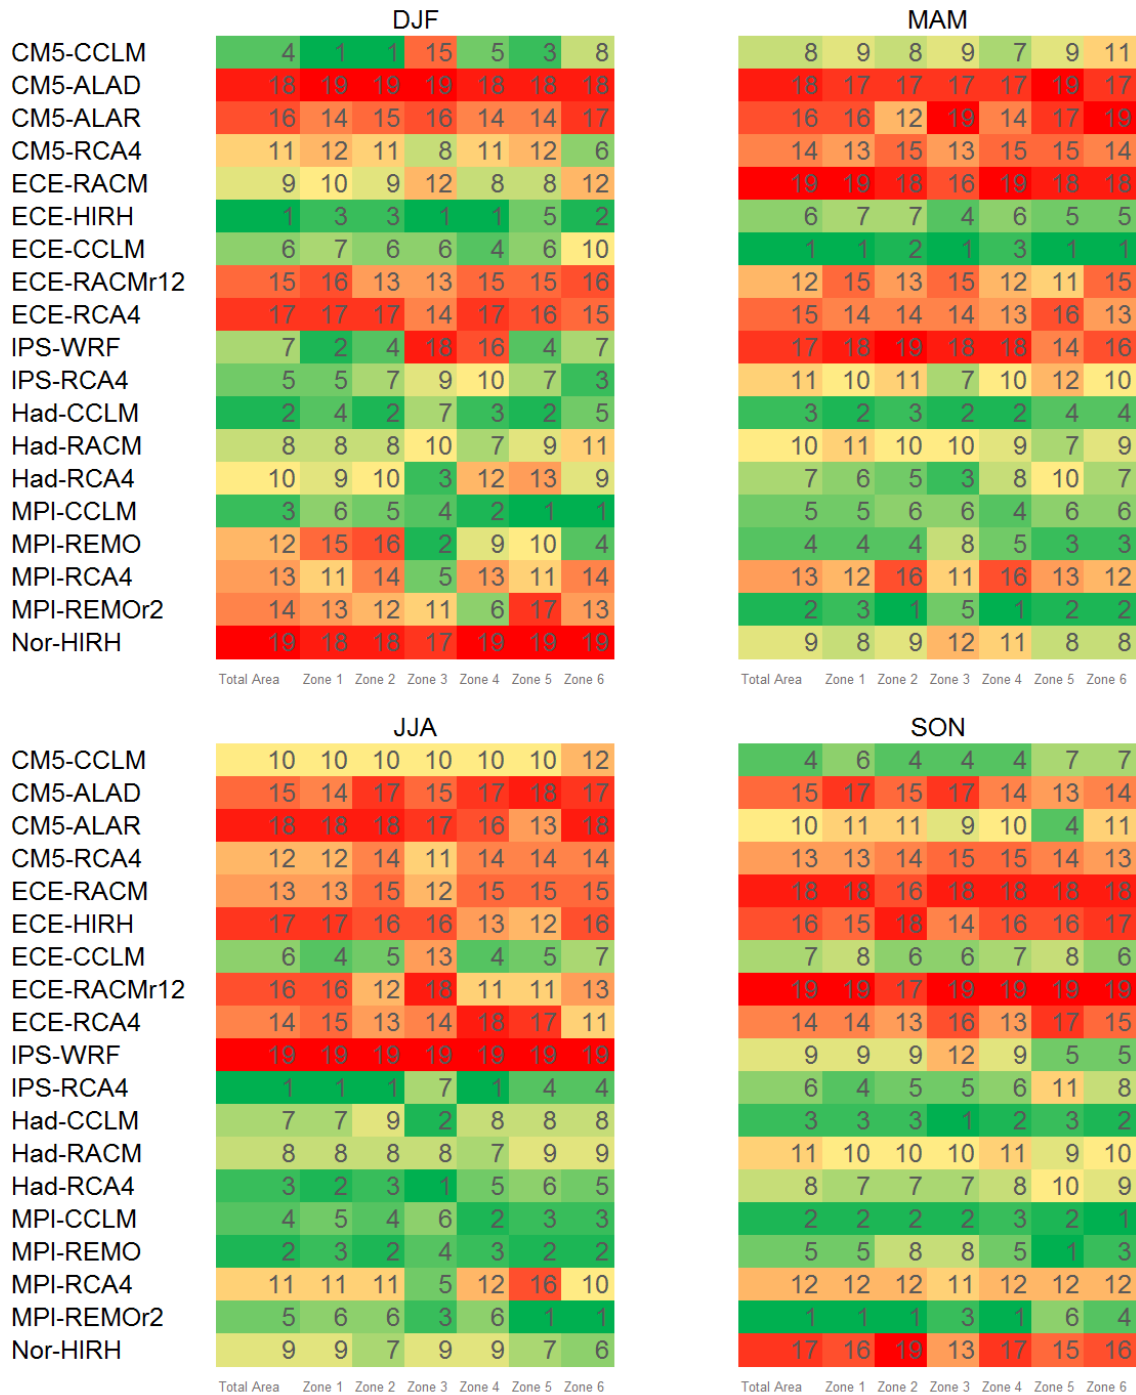 DJF MAM
CM5-CCLM 4 1 1 15 5 3 8 8 9 8 9 7 9 11
CM5-ALAD 18 19 19 19 18 18 18 18 17 17 17 17 19 17
CM5-ALAR 16 14 15 16 14 14 17 16 16 12 19 14 17 19
CM5-RCA4 11 12 11 8 11 12 6 14 13 15 13 15 15 14
ECE-RACM 9 10 9 12 8 8 12 19 19 18 16 19 18 18
ECE-HIRH 1 3 3 1 1 5 2 6 7 7 4 6 5 5
ECE-CCLM 6 7 6 6 4 6 10 1 1 2 1 3 1 1
ECE-RACMr12 15 16 13 13 15 15 16 12 15 13 15 12 11 15
ECE-RCA4 17 17 17 14 17 16 15 15 14 14 14 13 16 13
IPS-WRF 7 2 4 18 16 4 7 17 18 19 18 18 14 16
IPS-RCA4 5 5 7 9 10 7 3 11 10 11 7 10 12 10
Had-CCLM 2 4 2 7 3 2 5 3 2 3 2 2 4 4
Had-RACM 8 8 8 10 7 9 11 10 11 10 10 9 7 9
Had-RCA4 10 9 10 3 12 13 9 7 6 5 3 8 10 7
MPI-CCLM 3 6 5 4 2 1 1 5 5 6 6 4 6 6
MPI-REMO 12 15 16 2 9 10 4 4 4 4 8 5 3 3
MPI-RCA4 13 11 14 5 13 11 14 13 12 16 11 16 13 12
MPI-REMOr2 14 13 12 11 6 17 13 2 3 1 5 1 2 2
Nor-HIRH 19 18 18 17 19 19 19 9 8 9 12 11 8 8
Total Area Zone 1 Zone 2 Zone 3 Zone 4 Zone 5 Zone 6 Total Area Zone 1 Zone 2 Zone 3 Zone 4 Zone 5 Zone 6
JJA SON
CM5-CCLM 10 10 10 10 10 10 12 4 6 4 4 4 7 7
CM5-ALAD 15 14 17 15 17 18 17 15 17 15 17 14 13 14
CM5-ALAR 18 18 18 17 16 13 18 10 11 11 9 10 4 11
CM5-RCA4 12 12 14 11 14 14 14 13 13 14 15 15 14 13
ECE-RACM 13 13 15 12 15 15 15 18 18 16 18 18 18 18
ECE-HIRH 17 17 16 16 13 12 16 16 15 18 14 16 16 17
ECE-CCLM 6 4 5 13 4 5 7 7 8 6 6 7 8 6
ECE-RACMr12 16 16 12 18 11 11 13 19 19 17 19 19 19 19
ECE-RCA4 14 15 13 14 18 17 11 14 14 13 16 13 17 15
IPS-WRF 19 19 19 19 19 19 19 9 9 9 12 9 5 5
IPS-RCA4 1 1 1 7 1 4 4 6 4 5 5 6 11 8
Had-CCLM 7 7 9 2 8 8 8 3 3 3 1 2 3 2
Had-RACM 8 8 8 8 7 9 9 11 10 10 10 11 9 10
Had-RCA4 3 2 3 1 5 6 5 8 7 7 7 8 10 9
MPI-CCLM 4 5 4 6 2 3 3 2 2 2 2 3 2 1
MPI-REMO 2 3 2 4 3 2 2 5 5 8 8 5 1 3
MPI-RCA4 11 11 11 5 12 16 10 12 12 12 11 12 12 12
MPI-REMOr2 5 6 6 3 6 1 1 1 1 1 3 1 6 4
Nor-HIRH 9 9 7 9 9 7 6 17 16 19 13 17 15 16
Total Area Zone 1 Zone 2 Zone 3 Zone 4 Zone 5 Zone 6 Total Area Zone 1 Zone 2 Zone 3 Zone 4 Zone 5 Zone 6